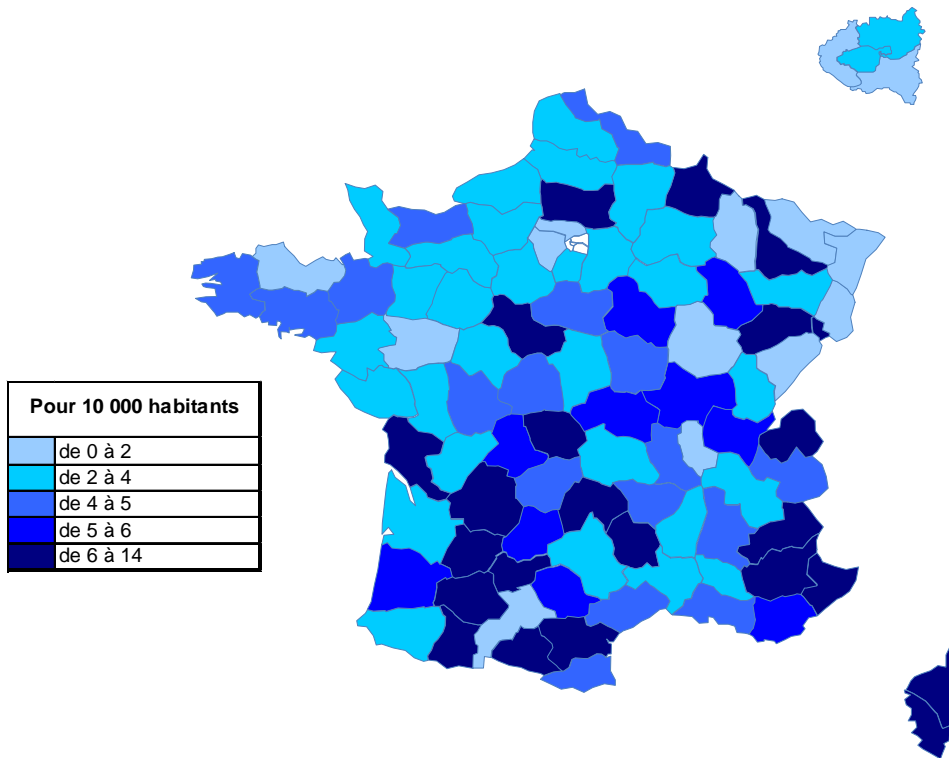 Pour 10 000 habitants
de 0 à 2
de 2 à 4
de 4 à 5
de 5 à 6
de 6 à 14